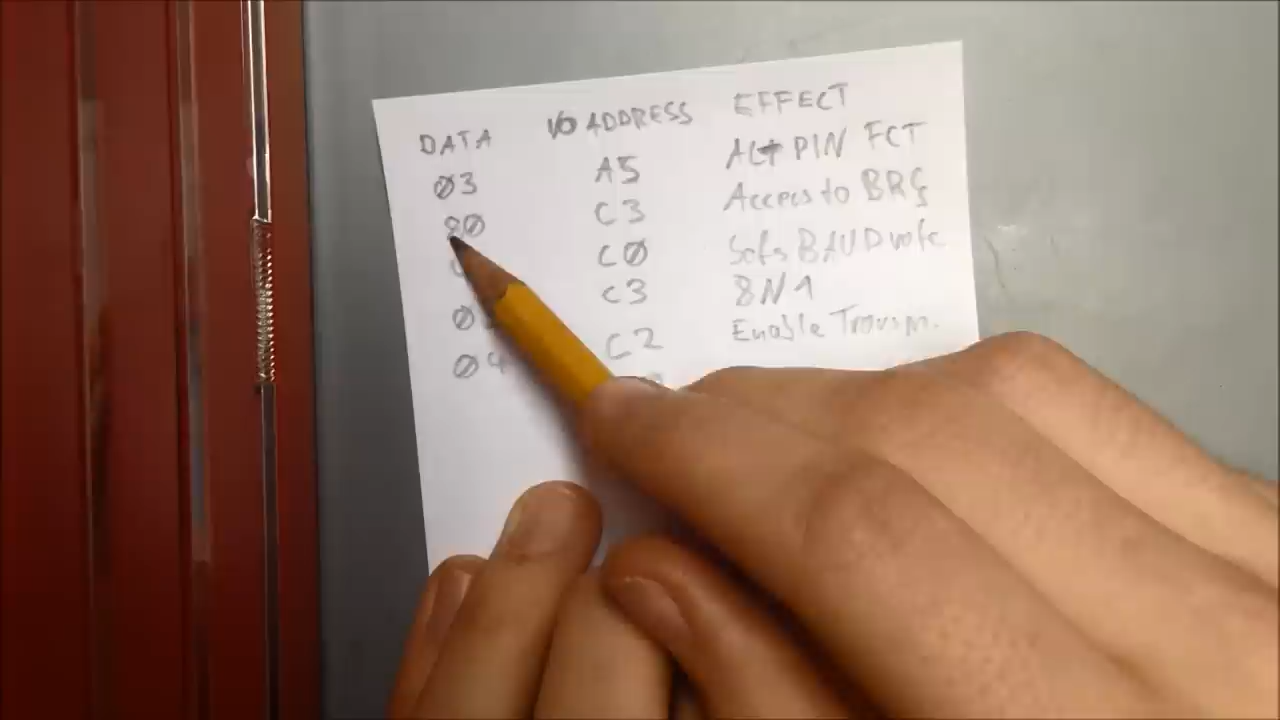 DATA I/O ADDRESS EFFECT
Ø3 A5 ALT PIN FCT
8Ø C3 Access to BRG
CØ Sets BAUD rate
C3 8N1
Ø4 C2 Enable Transm.